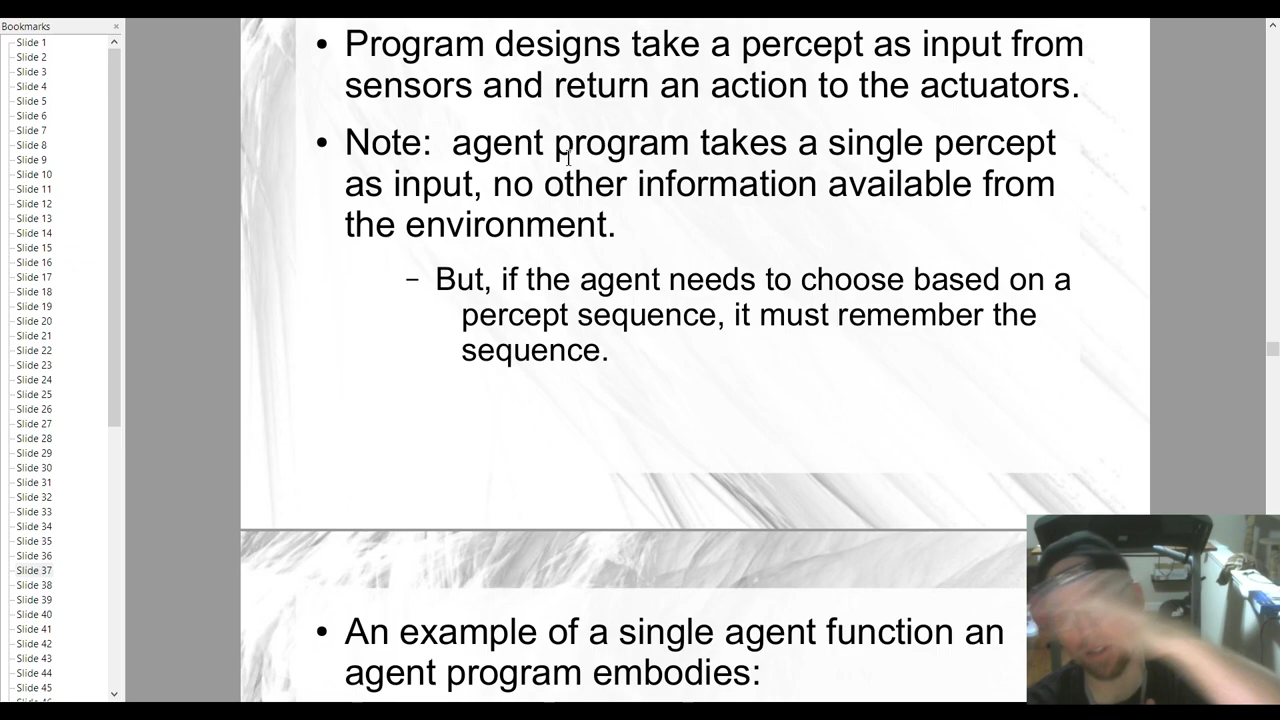 Bookmarks
Slide 1
Slide 2
Slide 3
Slide 4
Slide 5
Slide 6
Slide 7
Slide 8
Slide 9
Slide 10
Slide 11
Slide 12
Slide 13
Slide 14
Slide 15
Slide 16
Slide 17
Slide 18
Slide 19
Slide 20
Slide 21
Slide 22
Slide 23
Slide 24
Slide 25
Slide 26
Slide 27
Slide 28
Slide 29
Slide 30
Slide 31
Slide 32
Slide 33
Slide 34
Slide 35
Slide 36
Slide 37
Slide 38
Slide 39
Slide 40
Slide 41
Slide 42
Slide 43
Slide 44
Slide 45
• Program designs take a percept as input from
sensors and return an action to the actuators.
• Note: agent program takes a single percept
as input, no other information available from
the environment.
– But, if the agent needs to choose based on a
percept sequence, it must remember the
sequence.
• An example of a single agent function an
agent program embodies: